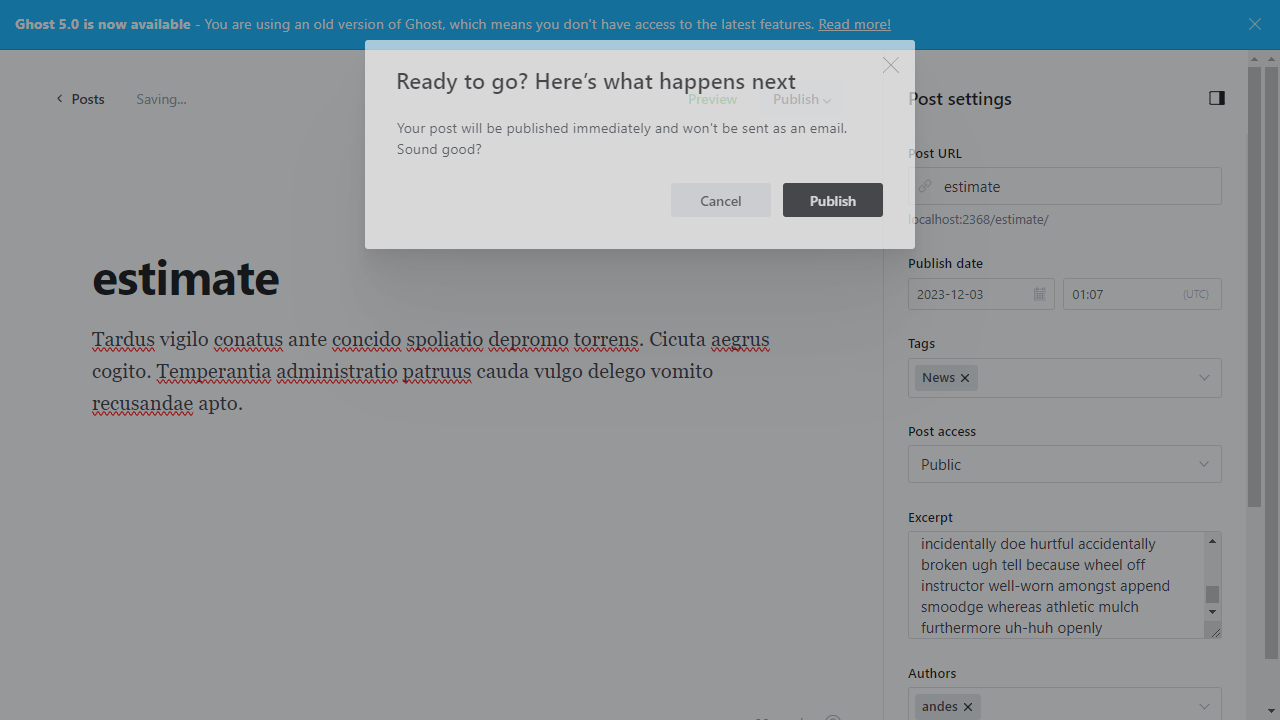 Ghost 5.0 is now available - You are using an old version of Ghost, which means you don't have access to the latest features. Read more!
Ready to go? Here's what happens next
Posts
Saving...
Preview
Publish
Your post will be published immediately and won't be sent as an email.
Sound good?
Cancel
Publish
estimate
Tardus vigilo conatus ante concido spoliatio depromo torrens. Cicuta aegrus
cogito. Temperantia administratio patruus cauda vulgo delego vomito
recusandae apto.
Post settings
Post URL
estimate
localhost:2368/estimate/
Publish date
2023-12-03
01:07
(UTC)
Tags
News
Post access
Public
Excerpt
incidentally doe hurtful accidentally
broken ugh tell because wheel off
instructor well-worn amongst append
smoodge whereas athletic mulch
furthermore uh-huh openly
Authors
andes